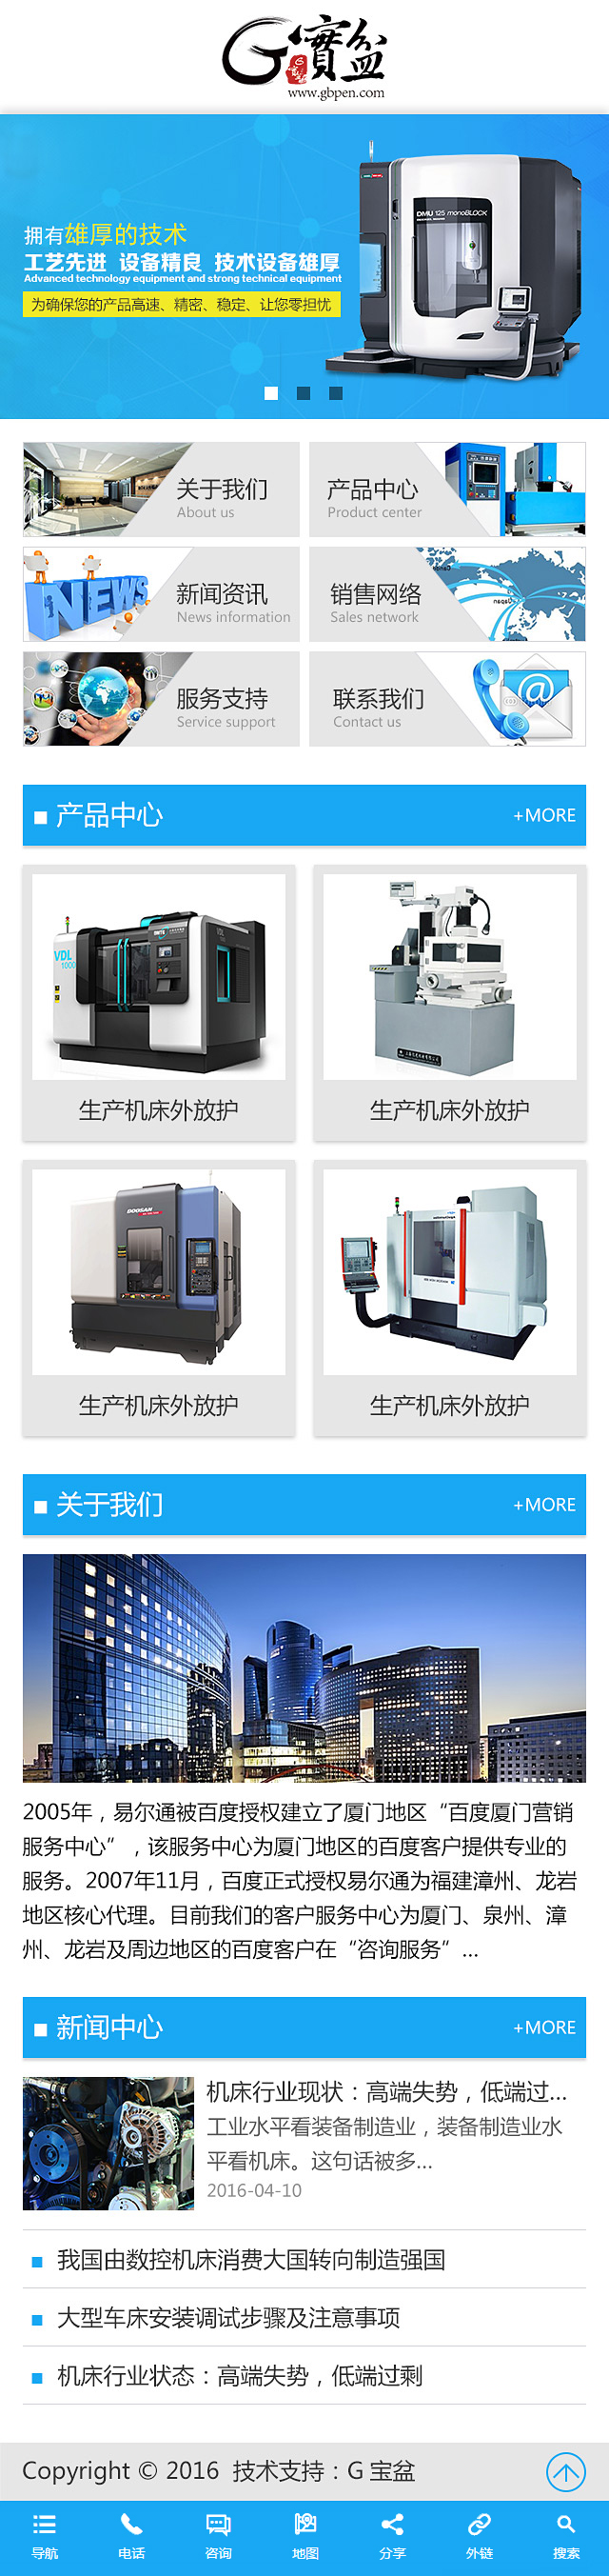 G寶盆
www.gbpen.com
拥有雄厚的技术
工艺先进 设备精良 技术设备雄厚
Advanced technology equipment and strong technical equipment
为确保您的产品高速、精密、稳定、让您零担忧
DMU 125 monoBLOCK
关于我们
About us
产品中心
Product center
NEWS
新闻资讯
News information
销售网络
Sales network
服务支持
Service support
联系我们
Contact us
@
产品中心
+MORE
VDL
1000
生产机床外放护
生产机床外放护
DOOSAN
生产机床外放护
生产机床外放护
关于我们
+MORE
2005年，易尔通被百度授权建立了厦门地区“百度厦门营销
服务中心”，该服务中心为厦门地区的百度客户提供专业的
服务。2007年11月，百度正式授权易尔通为福建漳州、龙岩
地区核心代理。目前我们的客户服务中心为厦门、泉州、漳
州、龙岩及周边地区的百度客户在“咨询服务”...
新闻中心
+MORE
机床行业现状：高端失势，低端过...
工业水平看装备制造业，装备制造业水
平看机床。这句话被多...
2016-04-10
我国由数控机床消费大国转向制造强国
大型车床安装调试步骤及注意事项
机床行业状态：高端失势，低端过剩
Copyright © 2016 技术支持：G 宝盆
导航
电话
咨询
地图
分享
外链
搜索